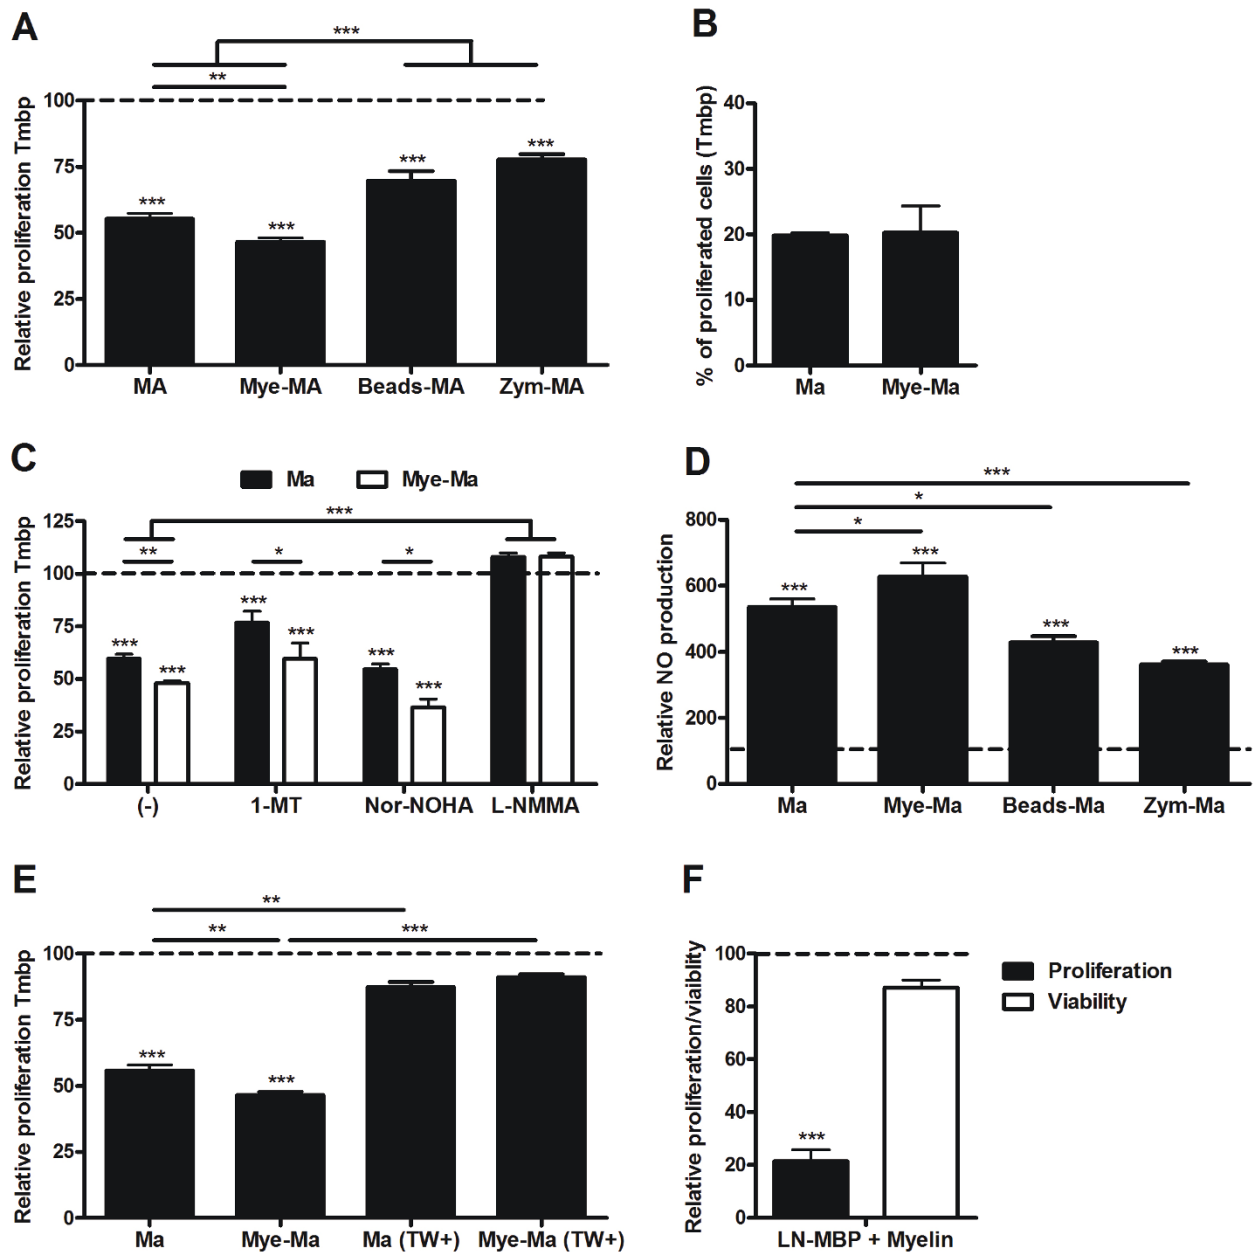 A
***
**
Relative proliferation Tmbp
100
75
50
25
0
***
***
***
***
MA
Mye-MA
Beads-MA
Zym-MA
B
% of proliferated cells (Tmbp)
40
30
20
10
0
Ma
Mye-Ma
C
Ma
Mye-Ma
***
**
*
*
Relative proliferation Tmbp
125
100
75
50
25
0
***
***
***
***
***
***
(-)
1-MT
Nor-NOHA
L-NMMA
D
***
*
*
Relative NO production
800
600
400
200
0
***
***
***
***
Ma
Mye-Ma
Beads-Ma
Zym-Ma
E
**
**
***
Relative proliferation Tmbp
100
75
50
25
0
***
***
Ma
Mye-Ma
Ma (TW+)
Mye-Ma (TW+)
F
Relative proliferation/viaiblity
100
80
60
40
20
0
***
Proliferation
Viability
LN-MBP + Myelin